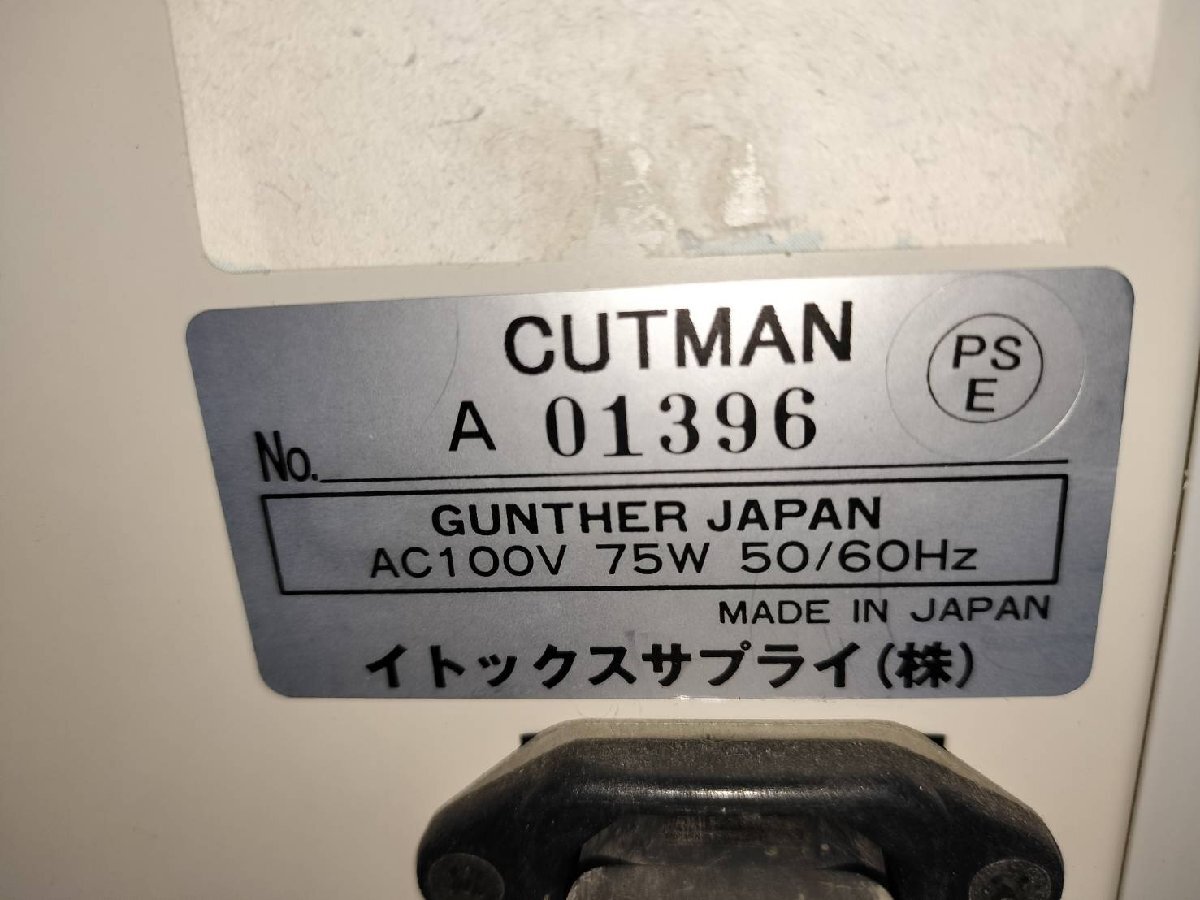 CUTMAN
PS
E
No. A 01396
GUNTHER JAPAN
AC100V 75W 50/60Hz
MADE IN JAPAN
イトックスサプライ(株)